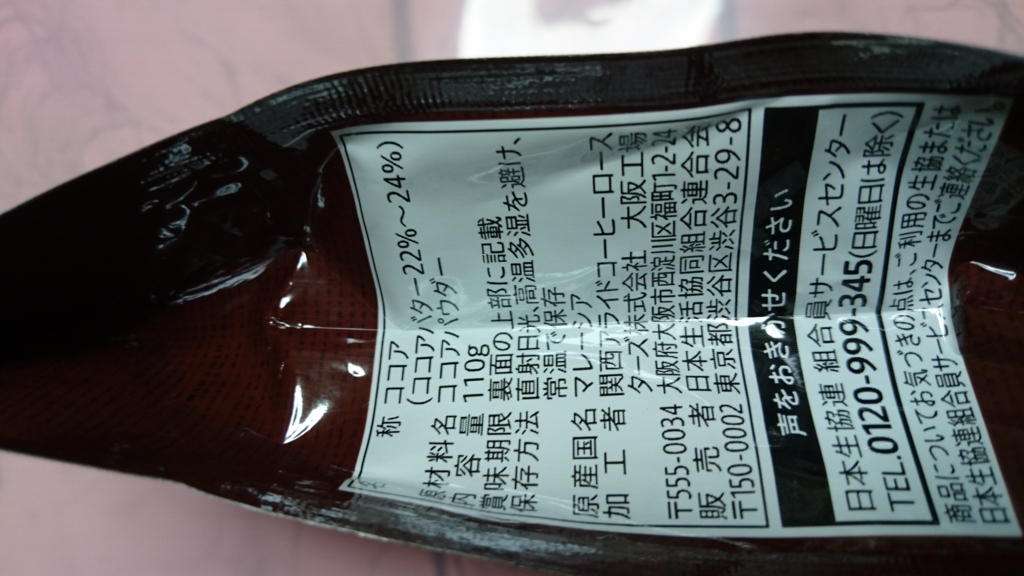 称 ココア
(ココアバター22%〜24%)
原材料名 ココアパウダー
内 容 量 110g
賞味期限 裏面の上部に記載
保存方法 直射日光、高温多湿を避け、
常温で保存
原産国名 マレーシア
加 工 者 関西アライドコーヒーロース
ターズ株式会社 大阪工場
〒555-0034 大阪府大阪市西淀川区福町1-2-24
販 売 者 日本生活協同組合連合会
〒150-0002 東京都渋谷区渋谷3-29-8
声をおきかせください
日本生協連 組合員サービスセンター
TEL.0120-999-345(日曜日は除く)
商品についてお気づきの点は、ご利用の生協または
日本生協連組合員サービスセンターまでご連絡ください。